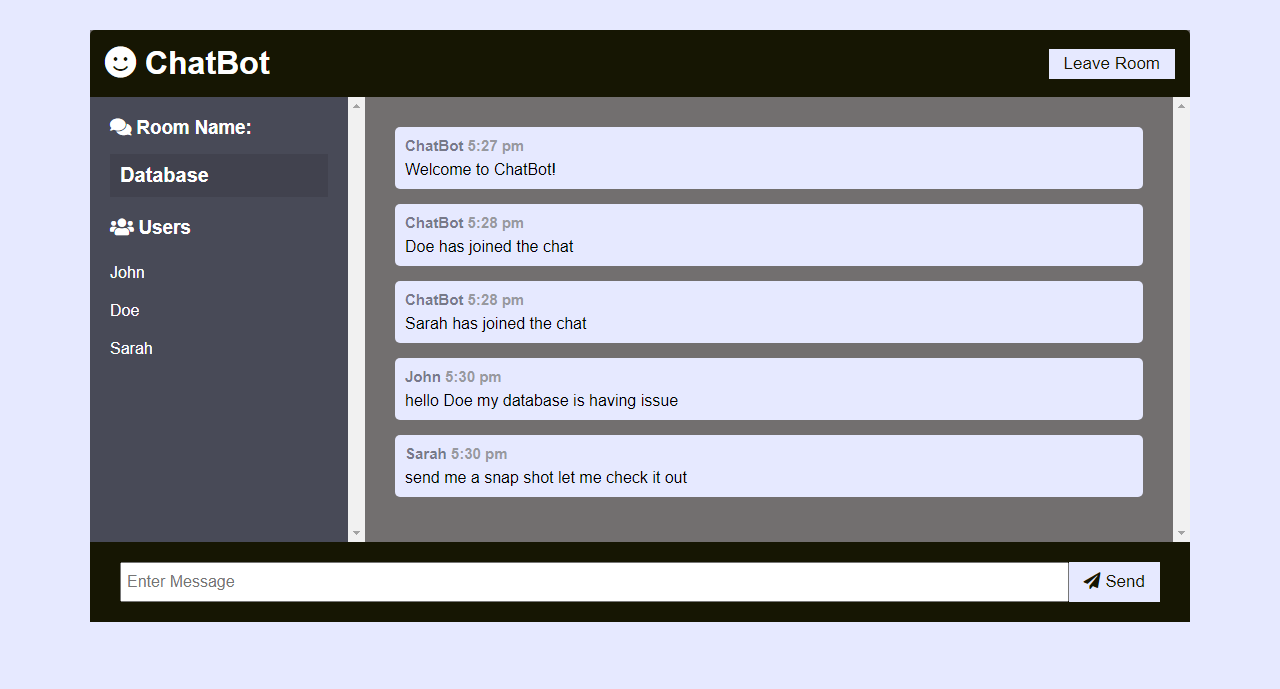 ChatBot
Leave Room
Room Name:
Database
Users
John
Doe
Sarah
ChatBot 5:27 pm
Welcome to ChatBot!
ChatBot 5:28 pm
Doe has joined the chat
ChatBot 5:28 pm
Sarah has joined the chat
John 5:30 pm
hello Doe my database is having issue
Sarah 5:30 pm
send me a snap shot let me check it out
Enter Message
Send